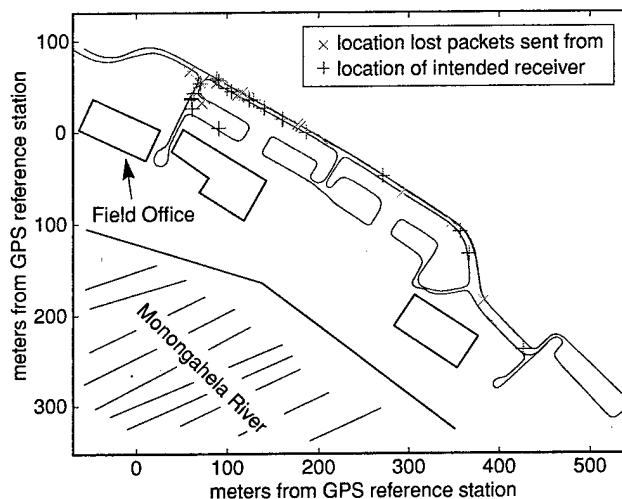 × location lost packets sent from
+ location of intended receiver
meters from GPS reference station
100
0
100
200
300
Field Office
Monongahela River
0 100 200 300 400 500
meters from GPS reference station